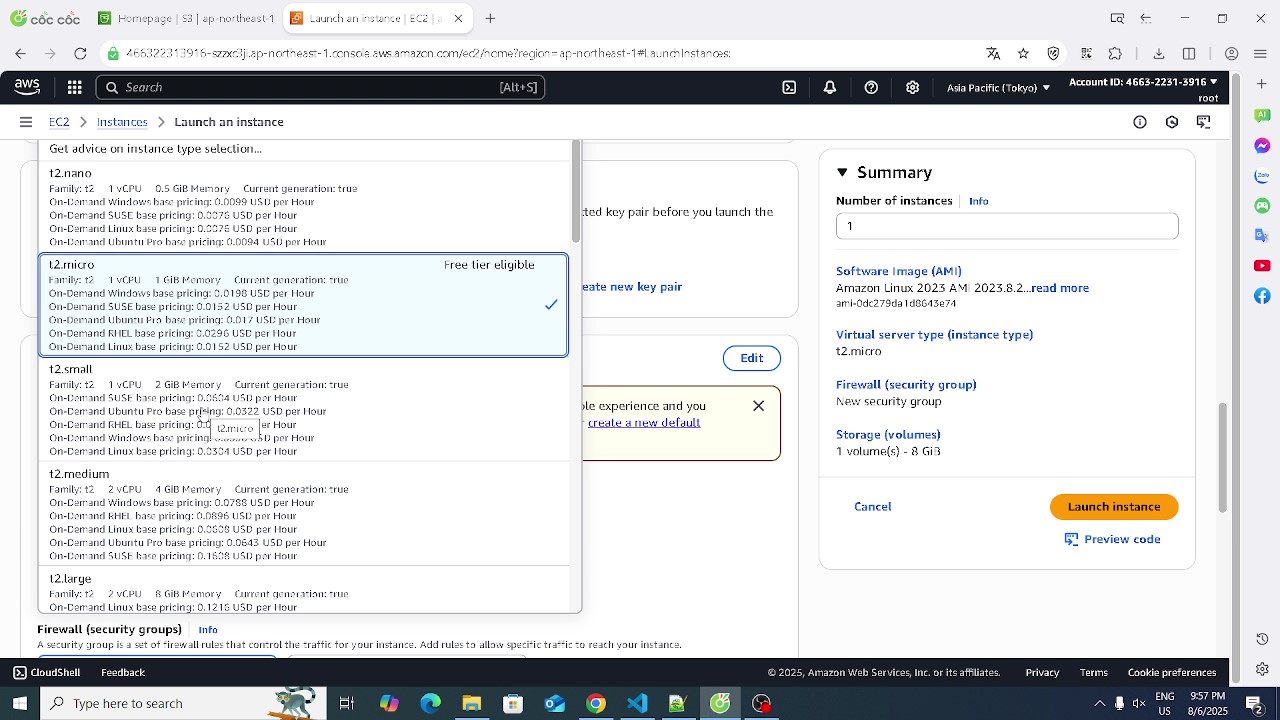 cốc cốc
Homepage | S3 | ap-northeast-1
Launch an instance | EC2 | a
466322313916-szzxc3jl.ap-northeast-1.console.aws.amazon.com/ec2/home?region=ap-northeast-1#LaunchInstances:
aws
Search
[Alt+S]
Asia Pacific (Tokyo)
Account ID: 4663-2231-3916
root
EC2 > Instances > Launch an instance
Get advice on instance type selection...
t2.nano
Family: t2 1 vCPU 0.5 GiB Memory Current generation: true
On-Demand Windows base pricing: 0.0099 USD per Hour
On-Demand SUSE base pricing: 0.0076 USD per Hour
On-Demand Linux base pricing: 0.0076 USD per Hour
On-Demand Ubuntu Pro base pricing: 0.0094 USD per Hour
t2.micro
Free tier eligible
Family: t2 1 vCPU 1 GiB Memory Current generation: true
On-Demand Windows base pricing: 0.0198 USD per Hour
On-Demand SUSE base pricing: 0.0152 USD per Hour
On-Demand Ubuntu Pro base pricing: 0.017 USD per Hour
On-Demand RHEL base pricing: 0.0296 USD per Hour
On-Demand Linux base pricing: 0.0152 USD per Hour
t2.small
Family: t2 1 vCPU 2 GiB Memory Current generation: true
On-Demand SUSE base pricing: 0.0604 USD per Hour
On-Demand Ubuntu Pro base pricing: 0.0322 USD per Hour
On-Demand RHEL base pricing: er Hour
t2.micro
On-Demand Windows base pricing: USD per Hour
On-Demand Linux base pricing: 0.0304 USD per Hour
t2.medium
Family: t2 2 vCPU 4 GiB Memory Current generation: true
On-Demand Windows base pricing: 0.0788 USD per Hour
On-Demand RHEL base pricing: 0.0896 USD per Hour
On-Demand Linux base pricing: 0.0608 USD per Hour
On-Demand Ubuntu Pro base pricing: 0.0643 USD per Hour
On-Demand SUSE base pricing: 0.1608 USD per Hour
t2.large
Family: t2 2 vCPU 8 GiB Memory Current generation: true
On-Demand Linux base pricing: 0.1216 USD per Hour
cted key pair before you launch the
eate new key pair
Edit
ble experience and you
create a new default
Firewall (security groups)
Info
A security group is a set of firewall rules that control the traffic for your instance. Add rules to allow specific traffic to reach your instance.
Summary
Number of instances
Info
1
Software Image (AMI)
Amazon Linux 2023 AMI 2023.8.2...read more
ami-0dc279da1d8643e74
Virtual server type (instance type)
t2.micro
Firewall (security group)
New security group
Storage (volumes)
1 volume(s) - 8 GiB
Cancel
Launch instance
Preview code
AI
Zalo
CloudShell
Feedback
© 2025, Amazon Web Services, Inc. or its affiliates.
Privacy
Terms
Cookie preferences
Type here to search
ENG
US
9:57 PM
8/6/2025
2